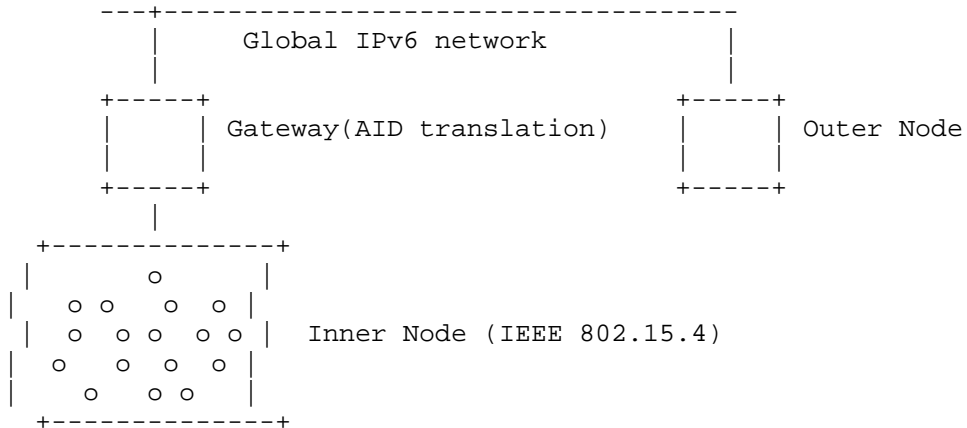 Global IPv6 network
Gateway(AID translation)
Outer Node
o
o o o o
o o o o o
Inner Node (IEEE 802.15.4)
o o o o
o o o